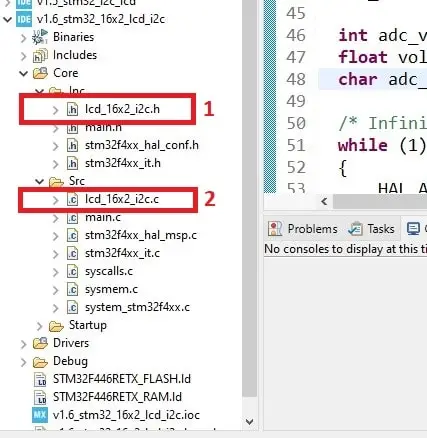 v1.5_stm32_i2c_lcd
v1.6_stm32_16x2_lcd_i2c
Binaries
Includes
Core
Inc
lcd_16x2_i2c.h
1
main.h
stm32f4xx_hal_conf.h
stm32f4xx_it.h
Src
lcd_16x2_i2c.c
2
main.c
stm32f4xx_hal_msp.c
stm32f4xx_it.c
syscalls.c
sysmem.c
system_stm32f4xx.c
Startup
Drivers
Debug
STM32F446RETX_FLASH.ld
STM32F446RETX_RAM.ld
v1.6_stm32_16x2_lcd_i2c.ioc
45
46 int adc_v
47 float vol
48 char adc_
49
50 /* Infini
51 while (1)
52 {
53 HAL_A
Problems Tasks
No consoles to display at this ti